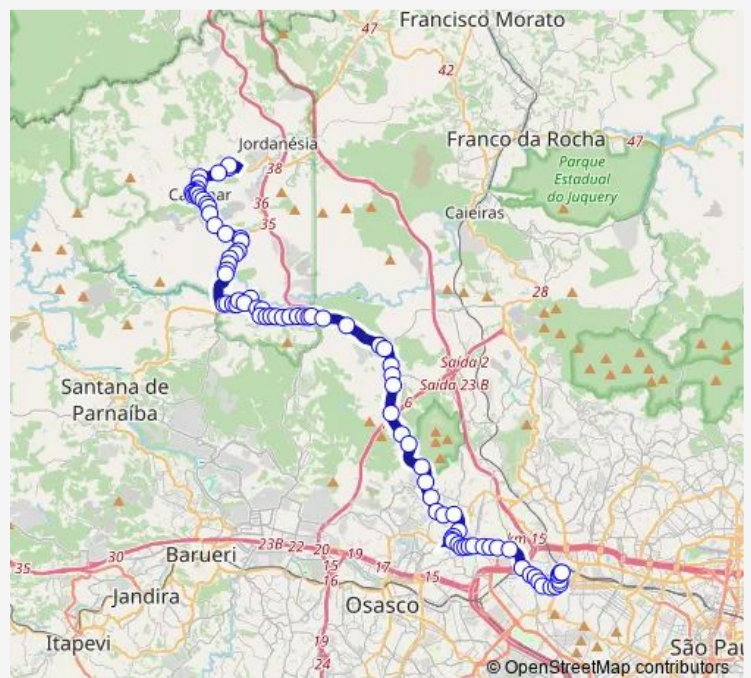 Francisco Morato
47
42
Jordanésia
Franco da Rocha
47
Parque
Estadual
do Juquery
38
36
35
Caieiras
28
Saída 2
Saída 23 B
6
Santana de
Parnaíba
km 15
23B
22
20
19
17
15
30
35
Barueri
15
16
Jandira
Osasco
Itapevi
19
24
São Pau
© OpenStreetMap contributors